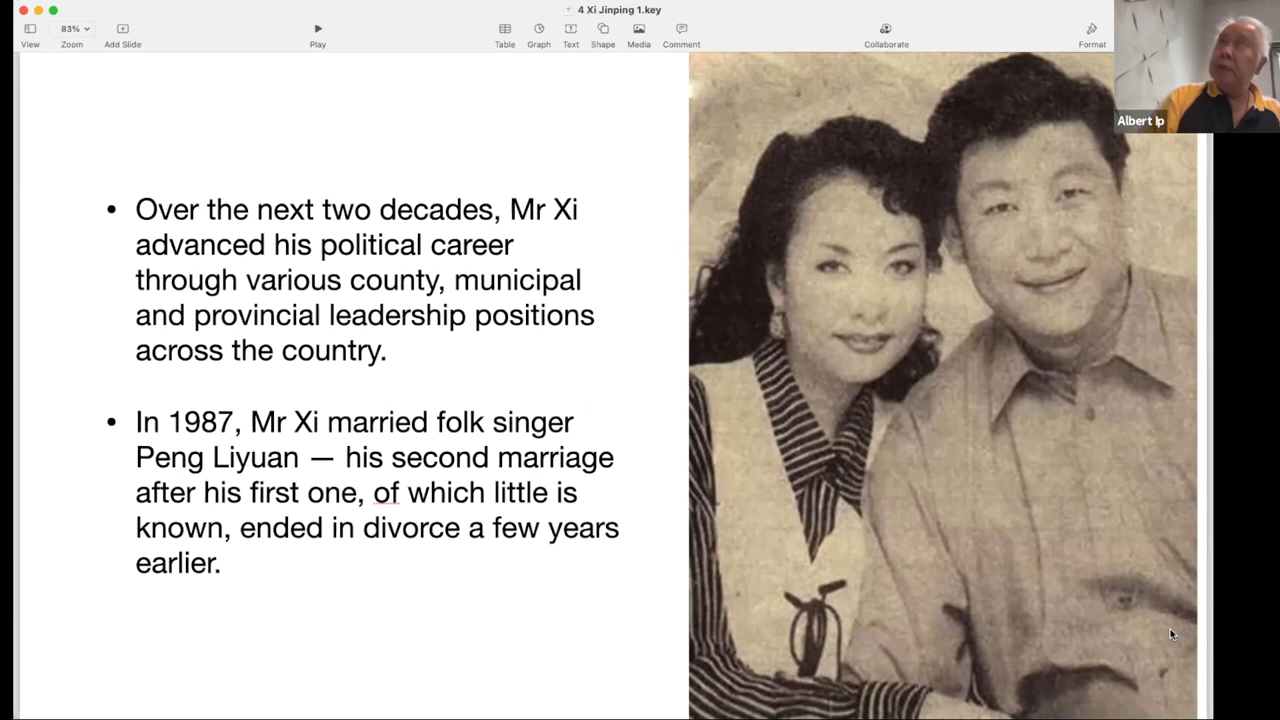 4 Xi Jinping 1.key
83%
View
Zoom
Add Slide
Play
Table
Graph
Text
Shape
Media
Comment
Collaborate
Format
Albert Ip
• Over the next two decades, Mr Xi
advanced his political career
through various county, municipal
and provincial leadership positions
across the country.
• In 1987, Mr Xi married folk singer
Peng Liyuan — his second marriage
after his first one, of which little is
known, ended in divorce a few years
earlier.